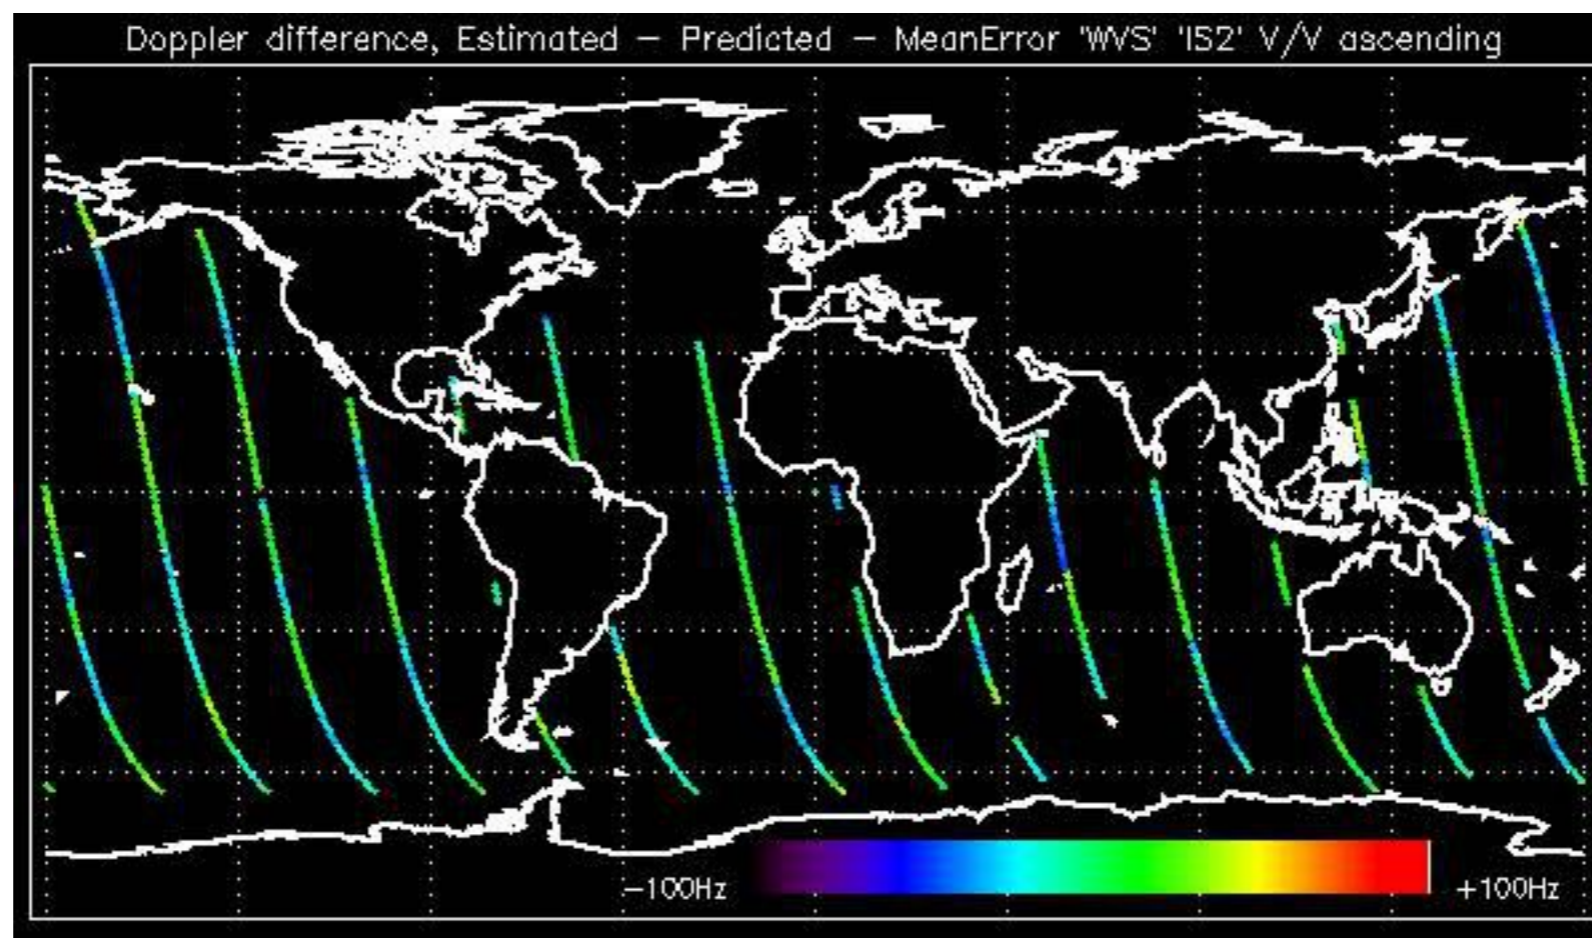 Doppler difference, Estimated – Predicted – MeanError 'WVS' 'IS2' V/V ascending
–100Hz +100Hz